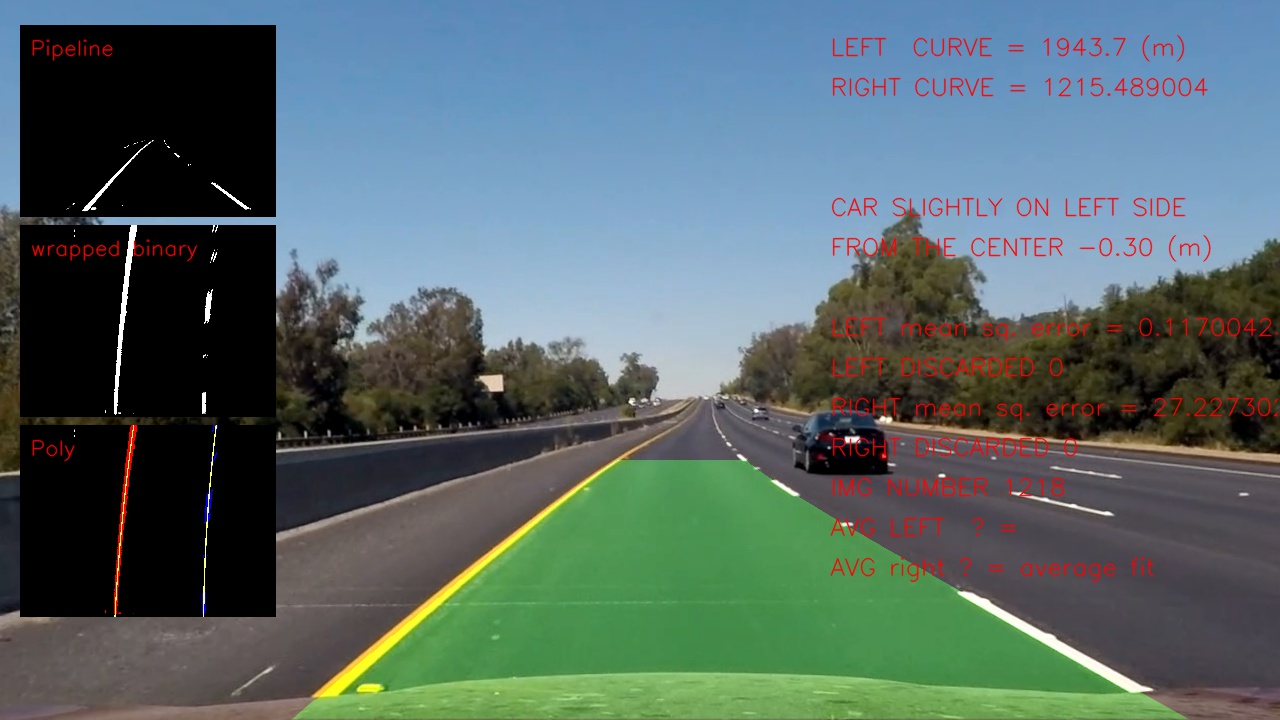 Pipeline
wrapped binary
Poly
LEFT CURVE = 1943.7 (m)
RIGHT CURVE = 1215.489004
CAR SLIGHTLY ON LEFT SIDE
FROM THE CENTER -0.30 (m)
LEFT mean sq. error = 0.1170042
LEFT DISCARDED 0
RIGHT mean sq. error = 27.227302
RIGHT DISCARDED 0
IMG NUMBER 1218
AVG LEFT ? =
AVG right ? = average fit